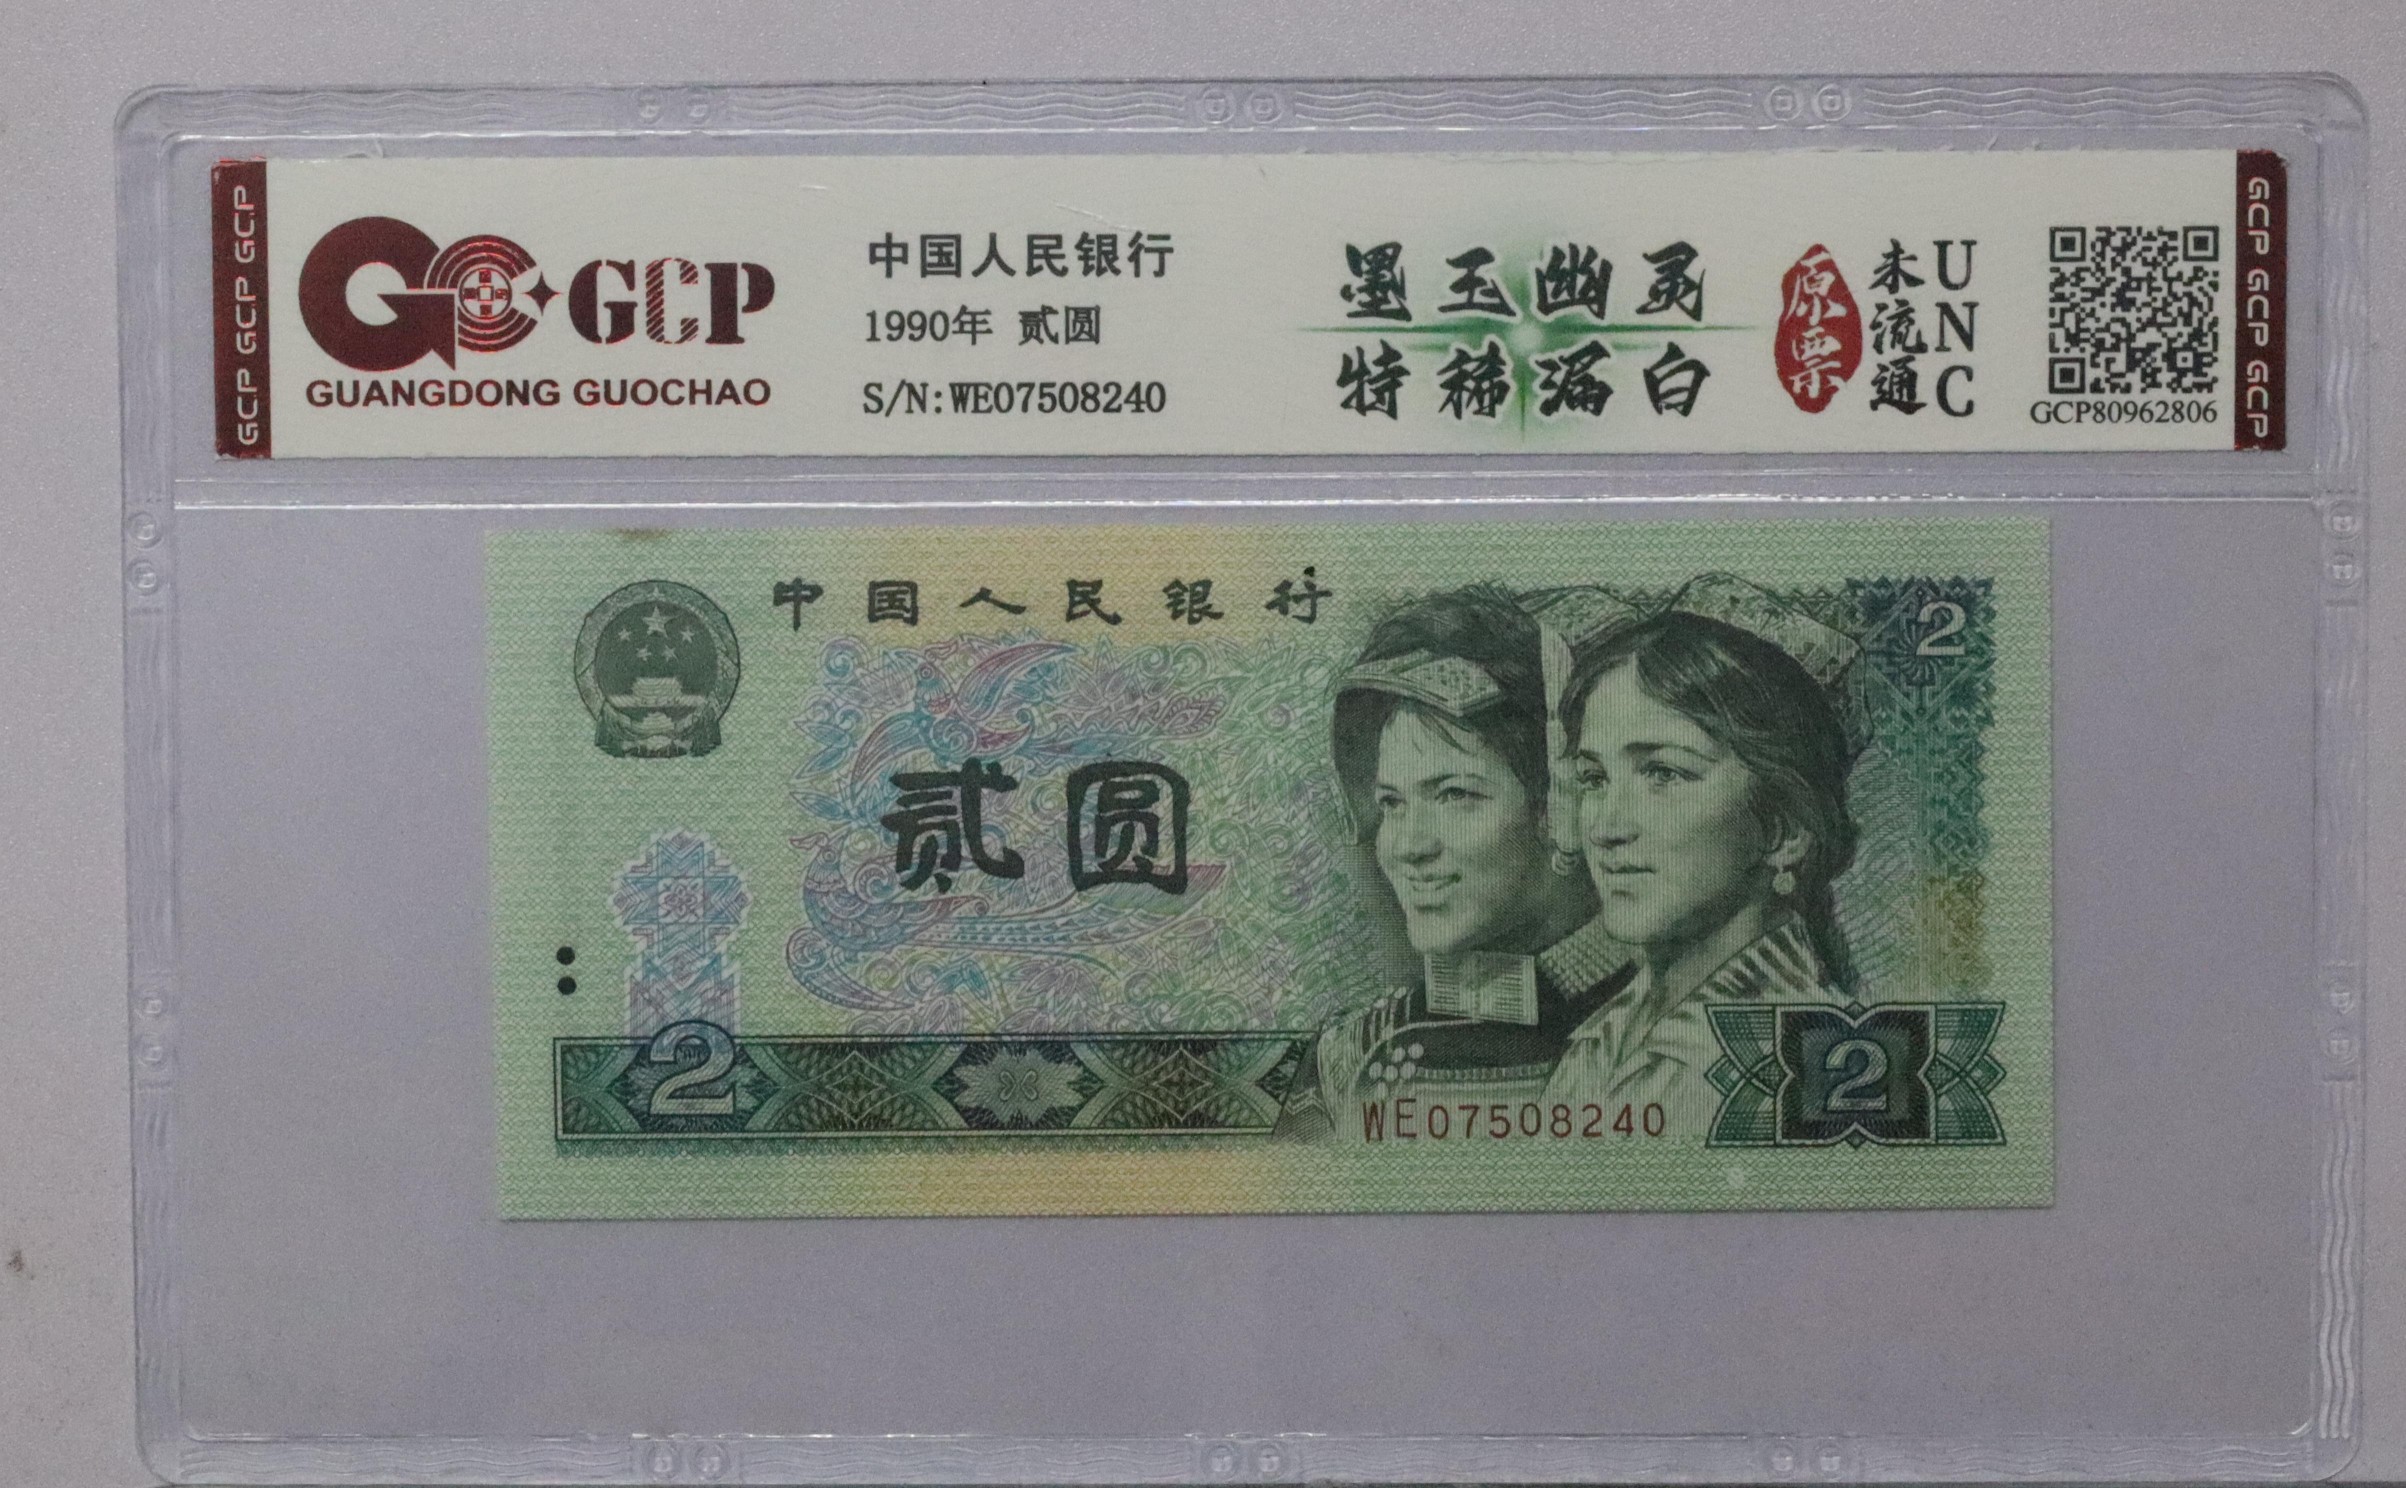 GCP GCP GCP
GCP
GUANGDONG GUOCHAO
中国人民银行
1990年 贰圆
S/N:WE07508240
墨玉幽灵
特稀漏白
原票
未流通
UNC
GCP80962806
GCP GCP GCP
中国人民银行
2
贰圆
2
WE07508240
2